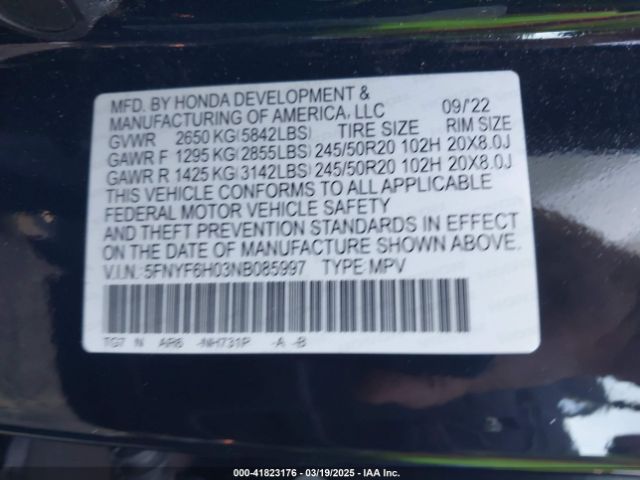 MFD. BY HONDA DEVELOPMENT &
MANUFACTURING OF AMERICA, LLC 09/'22
GVWR 2650 KG(5842LBS) TIRE SIZE RIM SIZE
GAWR F 1295 KG(2855LBS) 245/50R20 102H 20X8.0J
GAWR R 1425 KG(3142LBS) 245/50R20 102H 20X8.0J
THIS VEHICLE CONFORMS TO ALL APPLICABLE
FEDERAL MOTOR VEHICLE SAFETY
AND THEFT PREVENTION STANDARDS IN EFFECT
ON THE DATE OF MANUFACTURE SHOWN ABOVE.
V.I.N.:5FNYF6H03NB085997 TYPE:MPV
TG7 N AR6 -NH731P -A -B
000-41823176 - 03/19/2025 - IAA Inc.